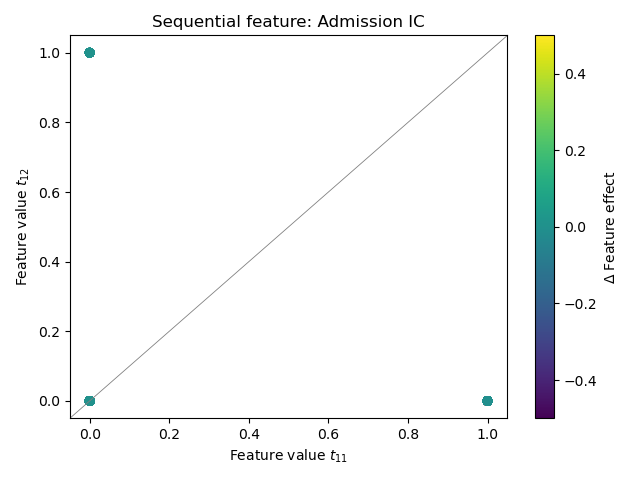 Sequential feature: Admission IC
1.0
0.8
0.6
0.4
0.2
0.0
Feature value t₁₂
0.0 0.2 0.4 0.6 0.8 1.0
Feature value t₁₁
0.4
0.2
0.0
−0.2
−0.4
Δ Feature effect